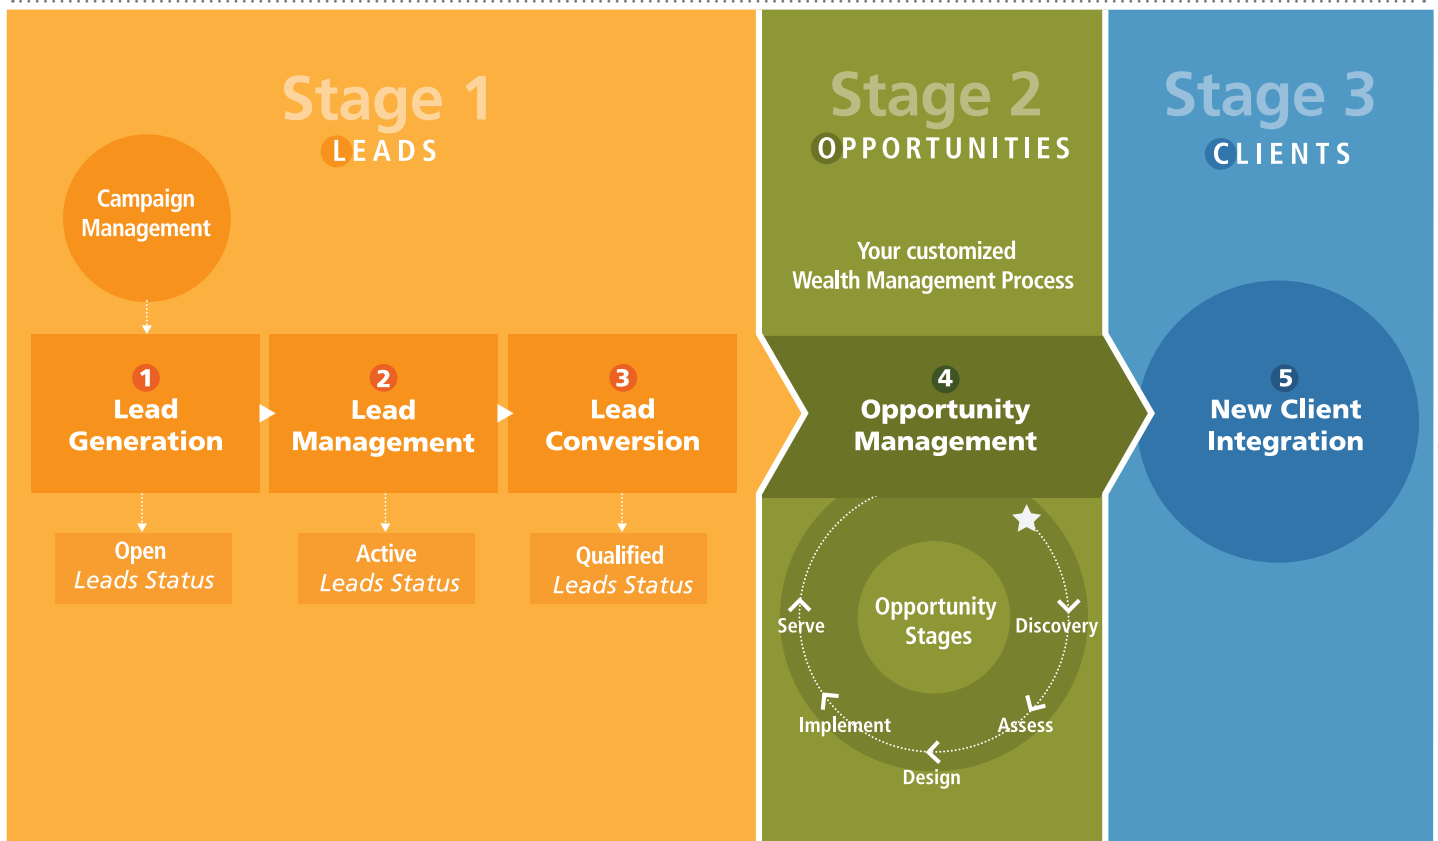 Stage 1
LEADS
Campaign
Management
1
Lead
Generation
2
Lead
Management
3
Lead
Conversion
Open
Leads Status
Active
Leads Status
Qualified
Leads Status
Stage 2
OPPORTUNITIES
Your customized
Wealth Management Process
4
Opportunity
Management
Opportunity
Stages
Discovery
Assess
Design
Implement
Serve
Stage 3
CLIENTS
5
New Client
Integration